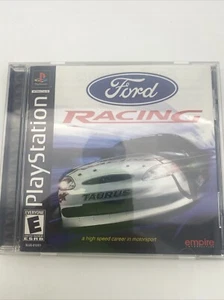 PlayStation
Ford
RACING
TAURUS
a high speed career in motorsport
EVERYONE
E
ESRB
empire